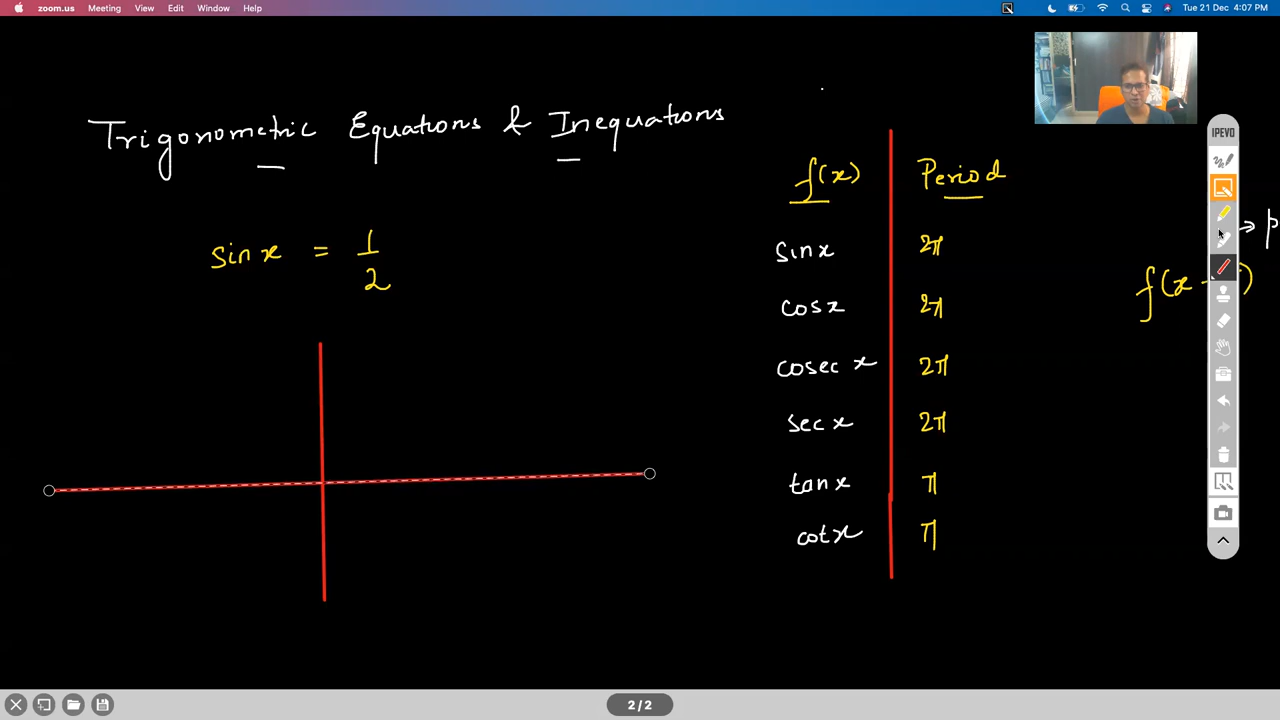 zoom.us Meeting View Edit Window Help Tue 21 Dec 4:07 PM
IPEVO
Trigonometric Equations & Inequations
f(x) Period
sin x = 1/2
sin x 2π
cos x 2π
cosec x 2π
sec x 2π
tan x π
cot x π
f(x
2/2